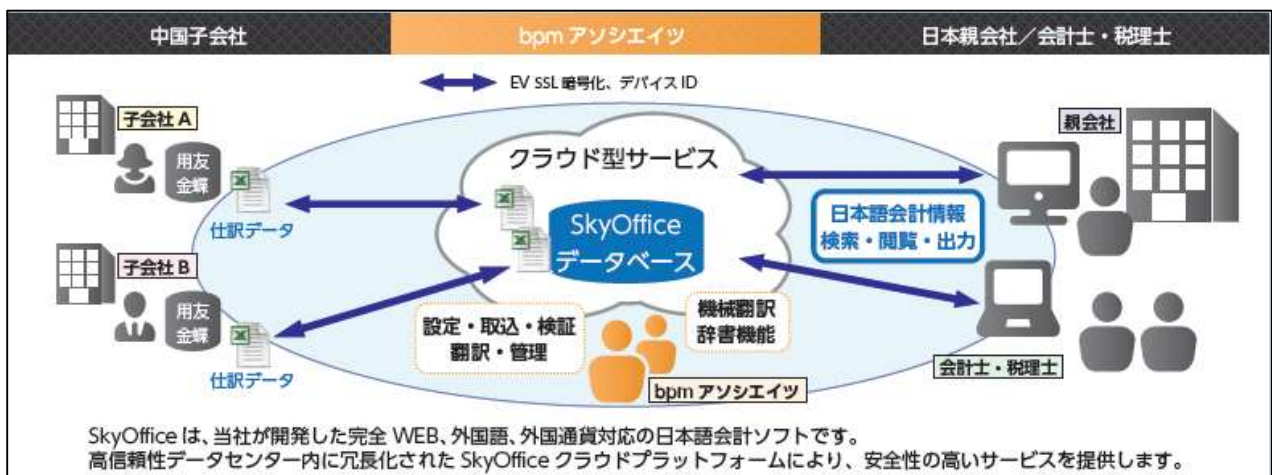 中国子会社
bpm アソシエイツ
日本親会社／会計士・税理士
EV SSL 暗号化、デバイス ID
子会社 A
用友
金蝶
仕訳データ
子会社 B
用友
金蝶
仕訳データ
クラウド型サービス
SkyOffice
データベース
設定・取込・検証
翻訳・管理
機械翻訳
辞書機能
bpm アソシエイツ
親会社
日本語会計情報
検索・閲覧・出力
会計士・税理士
SkyOffice は、当社が開発した完全 WEB、外国語、外国通貨対応の日本語会計ソフトです。
高信頼性データセンター内に冗長化された SkyOffice クラウドプラットフォームにより、安全性の高いサービスを提供します。